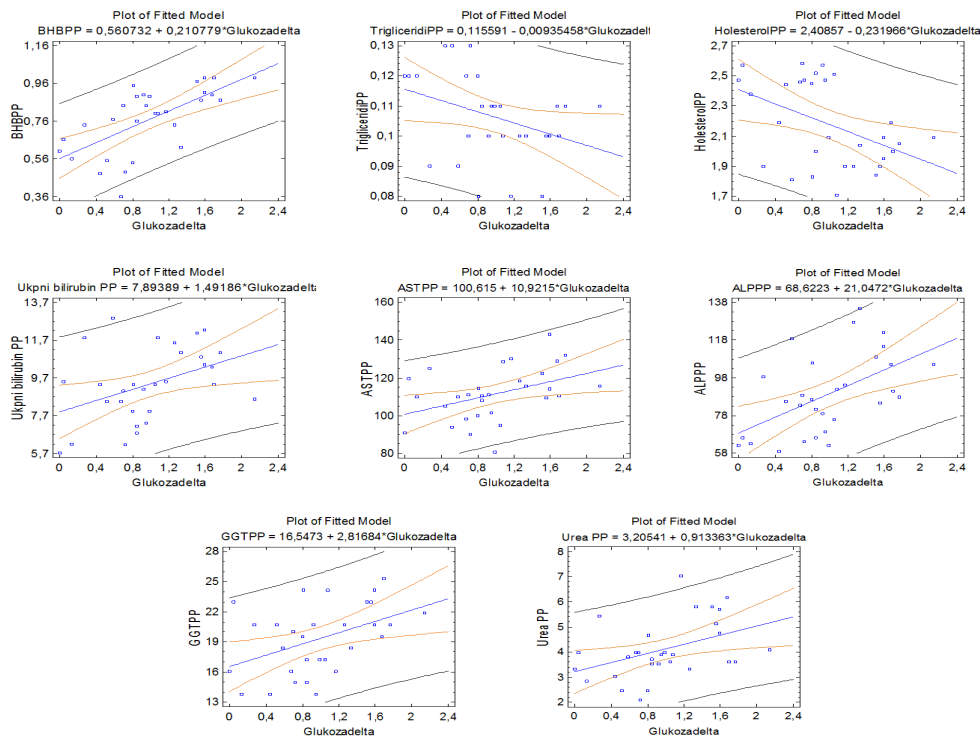 Plot of Fitted Model
BHBPP = 0,560732 + 0,210779*Glukozadelta
1,16
0,96
0,76
0,56
0,36
BHBPP
0 0,4 0,8 1,2 1,6 2 2,4
Glukozadelta
Plot of Fitted Model
TrigliceridiPP = 0,115591 - 0,00935458*Glukozadelta
0,13
0,12
0,11
0,1
0,09
0,08
TrigliceridiPP
0 0,4 0,8 1,2 1,6 2 2,4
Glukozadelta
Plot of Fitted Model
HolesterolPP = 2,40857 - 0,231966*Glukozadelta
2,7
2,5
2,3
2,1
1,9
1,7
HolesterolPP
0 0,4 0,8 1,2 1,6 2 2,4
Glukozadelta
Plot of Fitted Model
Ukpni bilirubin PP = 7,89389 + 1,49186*Glukozadelta
13,7
11,7
9,7
7,7
5,7
Ukpni bilirubin PP
0 0,4 0,8 1,2 1,6 2 2,4
Glukozadelta
Plot of Fitted Model
ASTPP = 100,615 + 10,9215*Glukozadelta
160
140
120
100
80
ASTPP
0 0,4 0,8 1,2 1,6 2 2,4
Glukozadelta
Plot of Fitted Model
ALPPP = 68,6223 + 21,0472*Glukozadelta
138
118
98
78
58
ALPPP
0 0,4 0,8 1,2 1,6 2 2,4
Glukozadelta
Plot of Fitted Model
GGTPP = 16,5473 + 2,81684*Glukozadelta
28
25
22
19
16
13
GGTPP
0 0,4 0,8 1,2 1,6 2 2,4
Glukozadelta
Plot of Fitted Model
Urea PP = 3,20541 + 0,913363*Glukozadelta
8
7
6
5
4
3
2
Urea PP
0 0,4 0,8 1,2 1,6 2 2,4
Glukozadelta